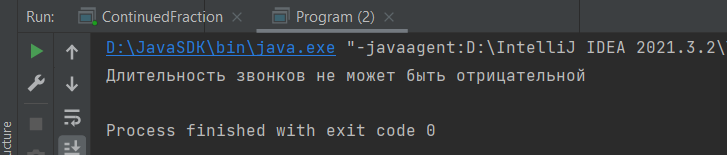 Run:
ContinuedFraction
Program (2)
D:\JavaSDK\bin\java.exe "-javaagent:D:\IntelliJ IDEA 2021.3.2\
Длительность звонков не может быть отрицательной
Process finished with exit code 0
ucture